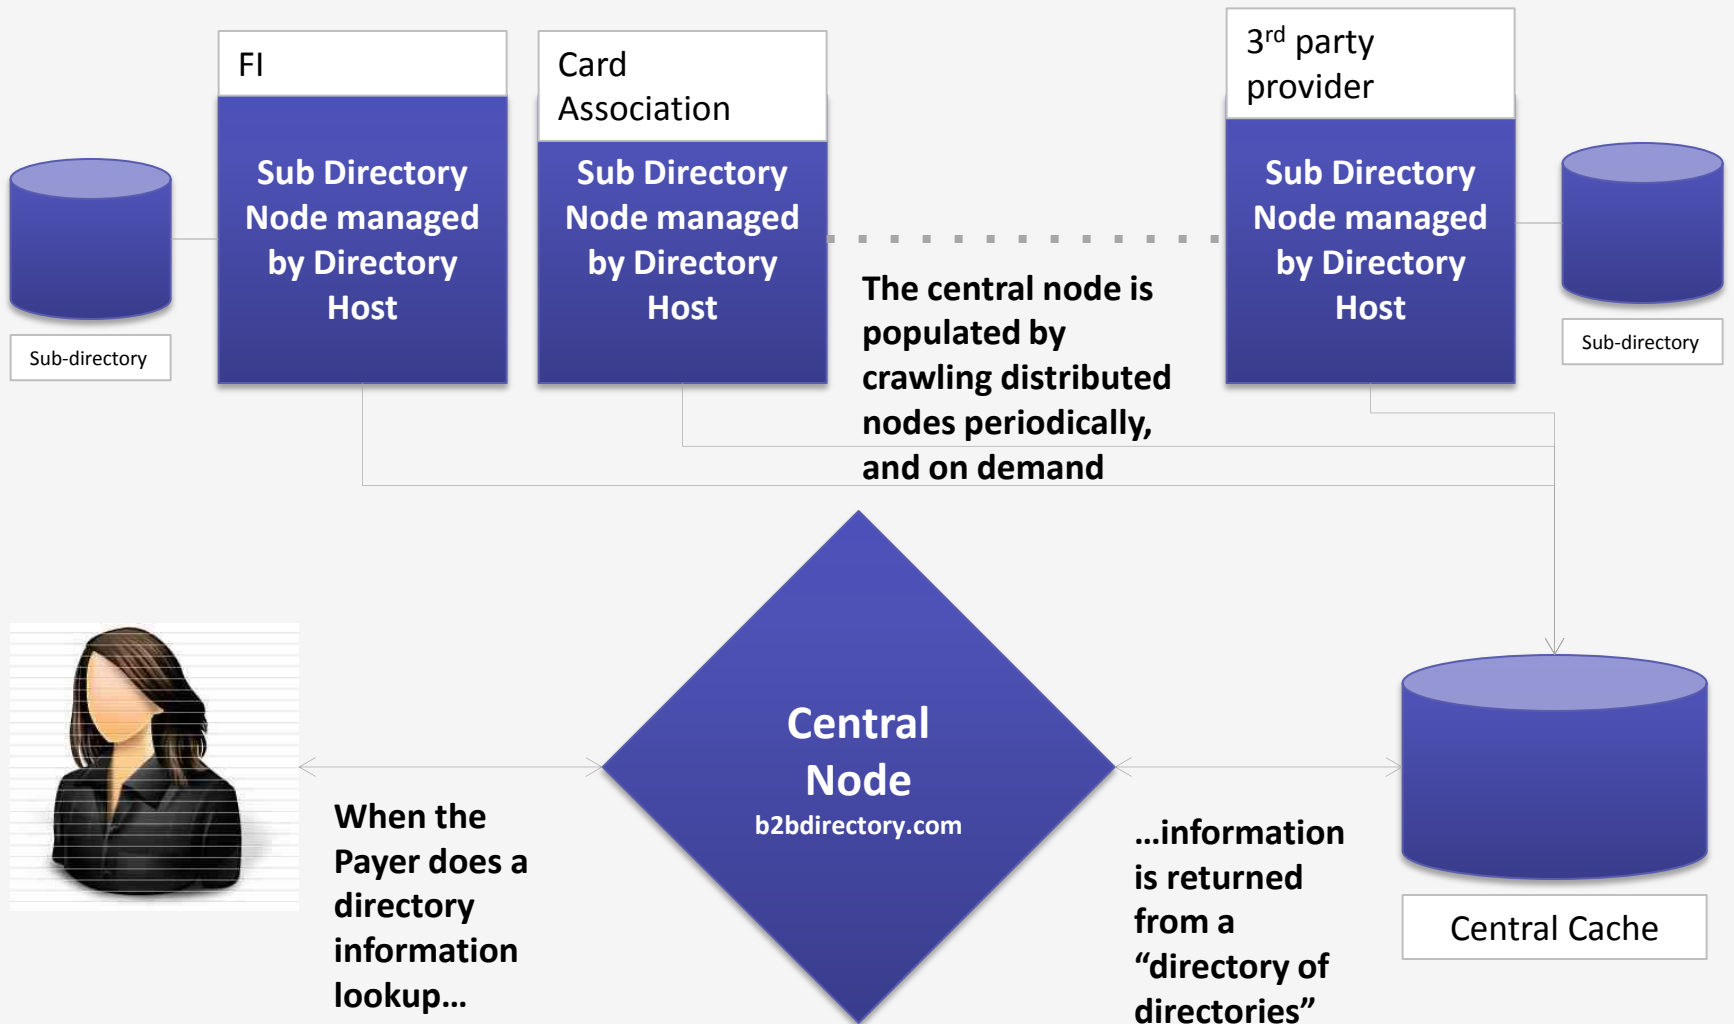 FI
Card
Association
3rd party
provider
Sub Directory
Node managed
by Directory
Host
Sub Directory
Node managed
by Directory
Host
Sub Directory
Node managed
by Directory
Host
Sub-directory
Sub-directory
The central node is
populated by
crawling distributed
nodes periodically,
and on demand
Central
Node
b2bdirectory.com
When the
Payer does a
directory
information
lookup…
…information
is returned
from a
“directory of
directories”
Central Cache